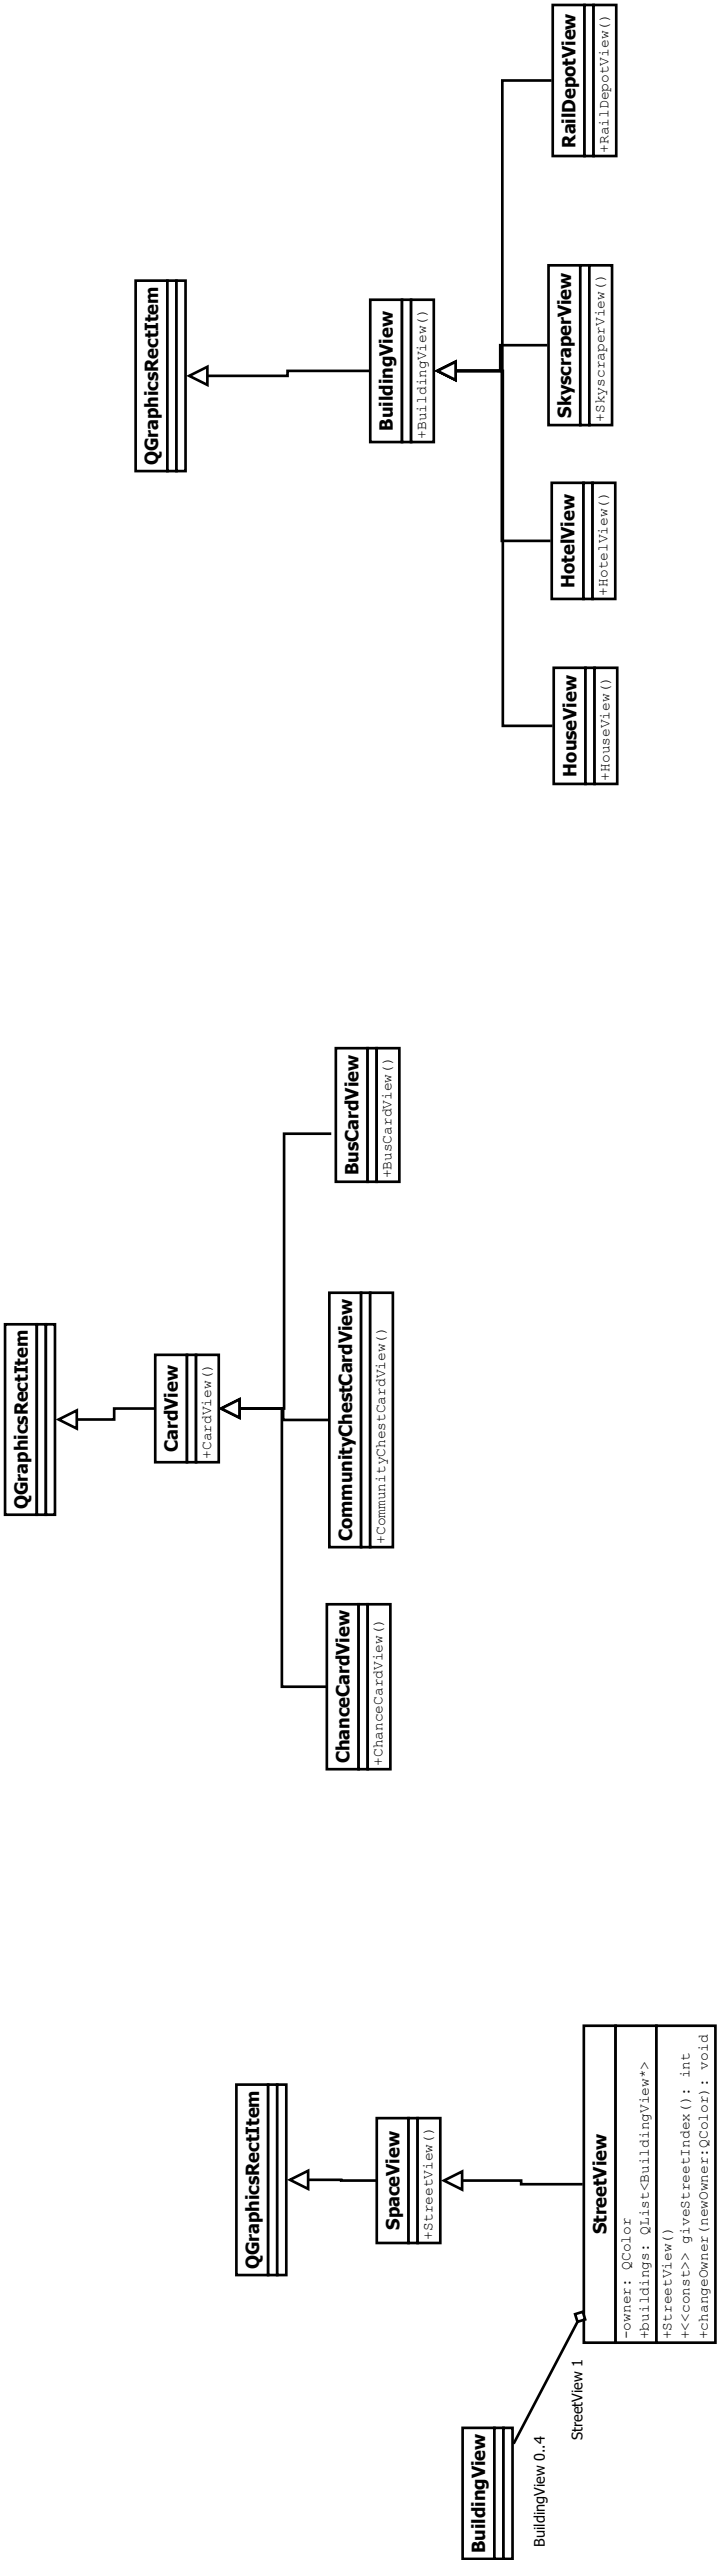 QGraphicsRectItem
BuildingView
+BuildingView()
HouseView
+HouseView()
HotelView
+HotelView()
SkyscraperView
+SkyscraperView()
RailDepotView
+RailDepotView()
QGraphicsRectItem
CardView
+CardView()
ChanceCardView
+ChanceCardView()
CommunityChestCardView
+CommunityChestCardView()
BusCardView
+BusCardView()
QGraphicsRectItem
SpaceView
+StreetView()
BuildingView
BuildingView 0..4
StreetView 1
StreetView
-owner: QColor
+buildings: QList<BuildingView*>
+StreetView()
+<<const>> giveStreetIndex(): int
+changeOwner(newOwner:QColor): void